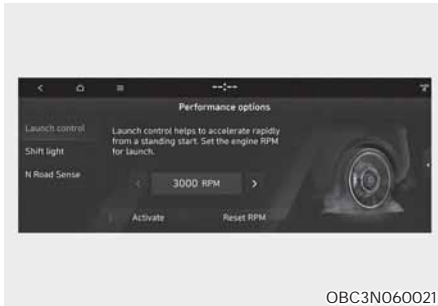 --:--
Performance options
Launch control
Shift light
N Road Sense
Launch control helps to accelerate rapidly
from a standing start. Set the engine RPM
for launch.
3000 RPM
Activate
Reset RPM
OBC3N060021